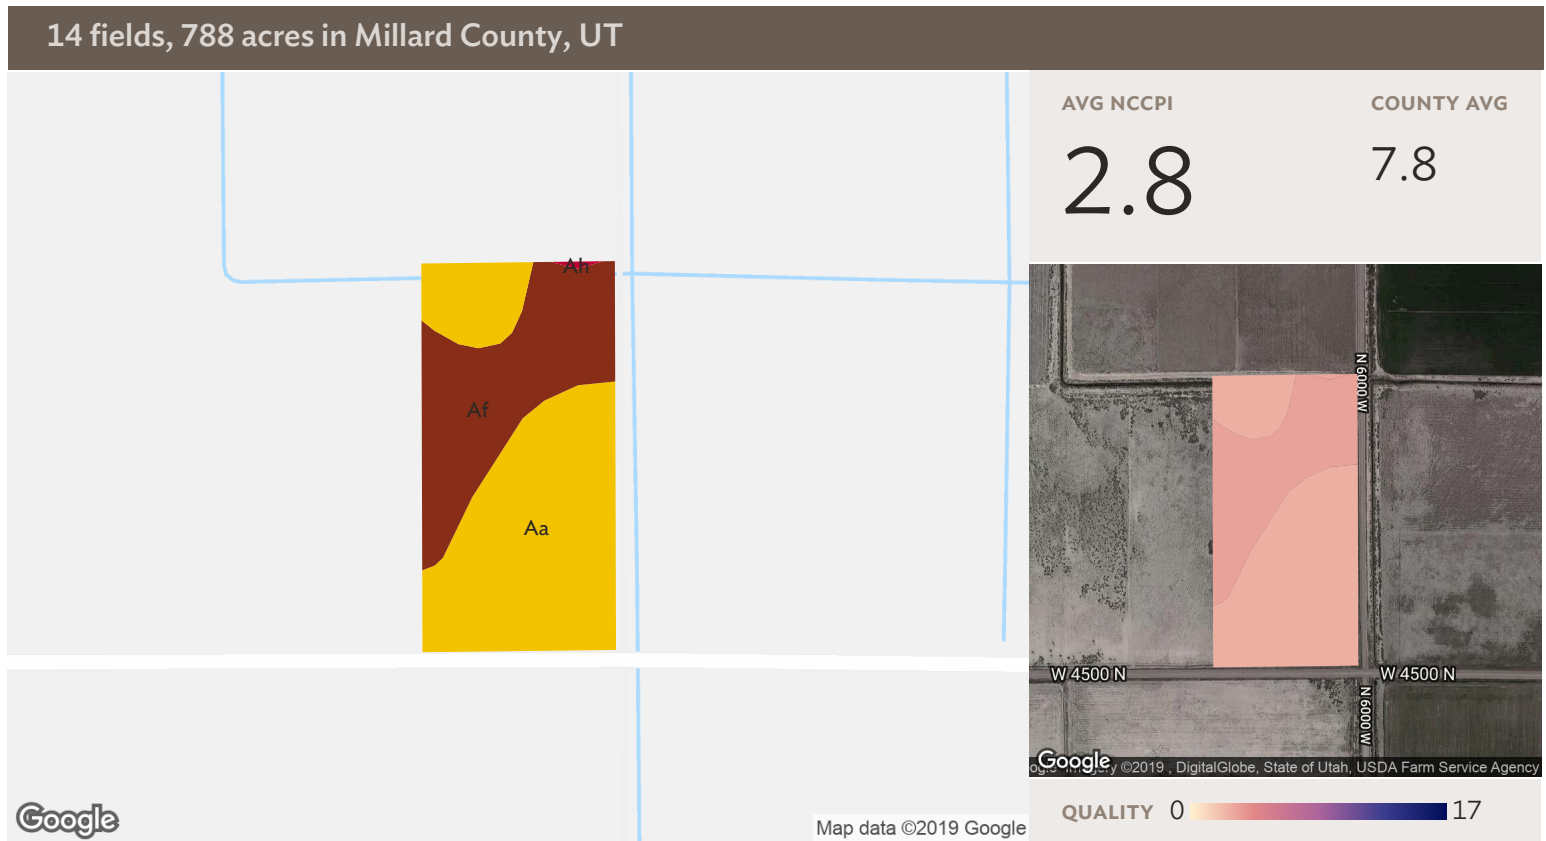 14 fields, 788 acres in Millard County, UT
AVG NCCPI
COUNTY AVG
2.8
7.8
Ah
Af
Aa
N 6000 W
W 4500 N
W 4500 N
N 6000 W
Google
Imagery ©2019 , DigitalGlobe, State of Utah, USDA Farm Service Agency
QUALITY 0 17
Google
Map data ©2019 Google